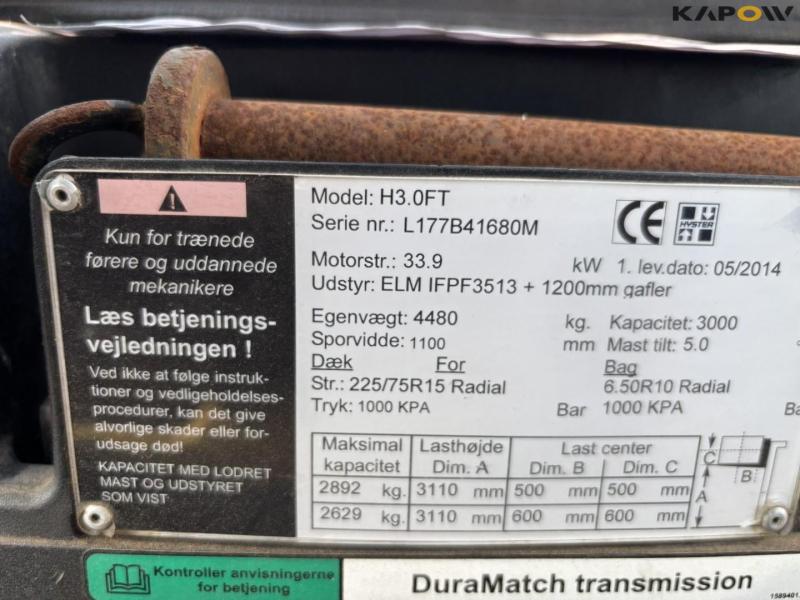 KAPOW
Kun for trænede
førere og uddannede
mekanikere
Læs betjenings-
vejledningen !
Ved ikke at følge instruk-
tioner og vedligeholdelses-
procedurer, kan det give
alvorlige skader eller for-
udsage død!
KAPACITET MED LODRET
MAST OG UDSTYRET
SOM VIST
Model: H3.0FT
Serie nr.: L177B41680M
CE HYSTER
Motorstr.: 33.9 kW 1. lev.dato: 05/2014
Udstyr: ELM IFPF3513 + 1200mm gafler
Egenvægt: 4480 kg. Kapacitet: 3000
Sporvidde: 1100 mm Mast tilt: 5.0
Dæk For Bag
Str.: 225/75R15 Radial 6.50R10 Radial
Tryk: 1000 KPA Bar 1000 KPA Ba
Maksimal Lasthøjde Last center
kapacitet Dim. A Dim. B Dim. C
2892 kg. 3110 mm 500 mm 500 mm
2629 kg. 3110 mm 600 mm 600 mm
C B A
Kontroller anvisningerne
for betjening
DuraMatch transmission
1589401